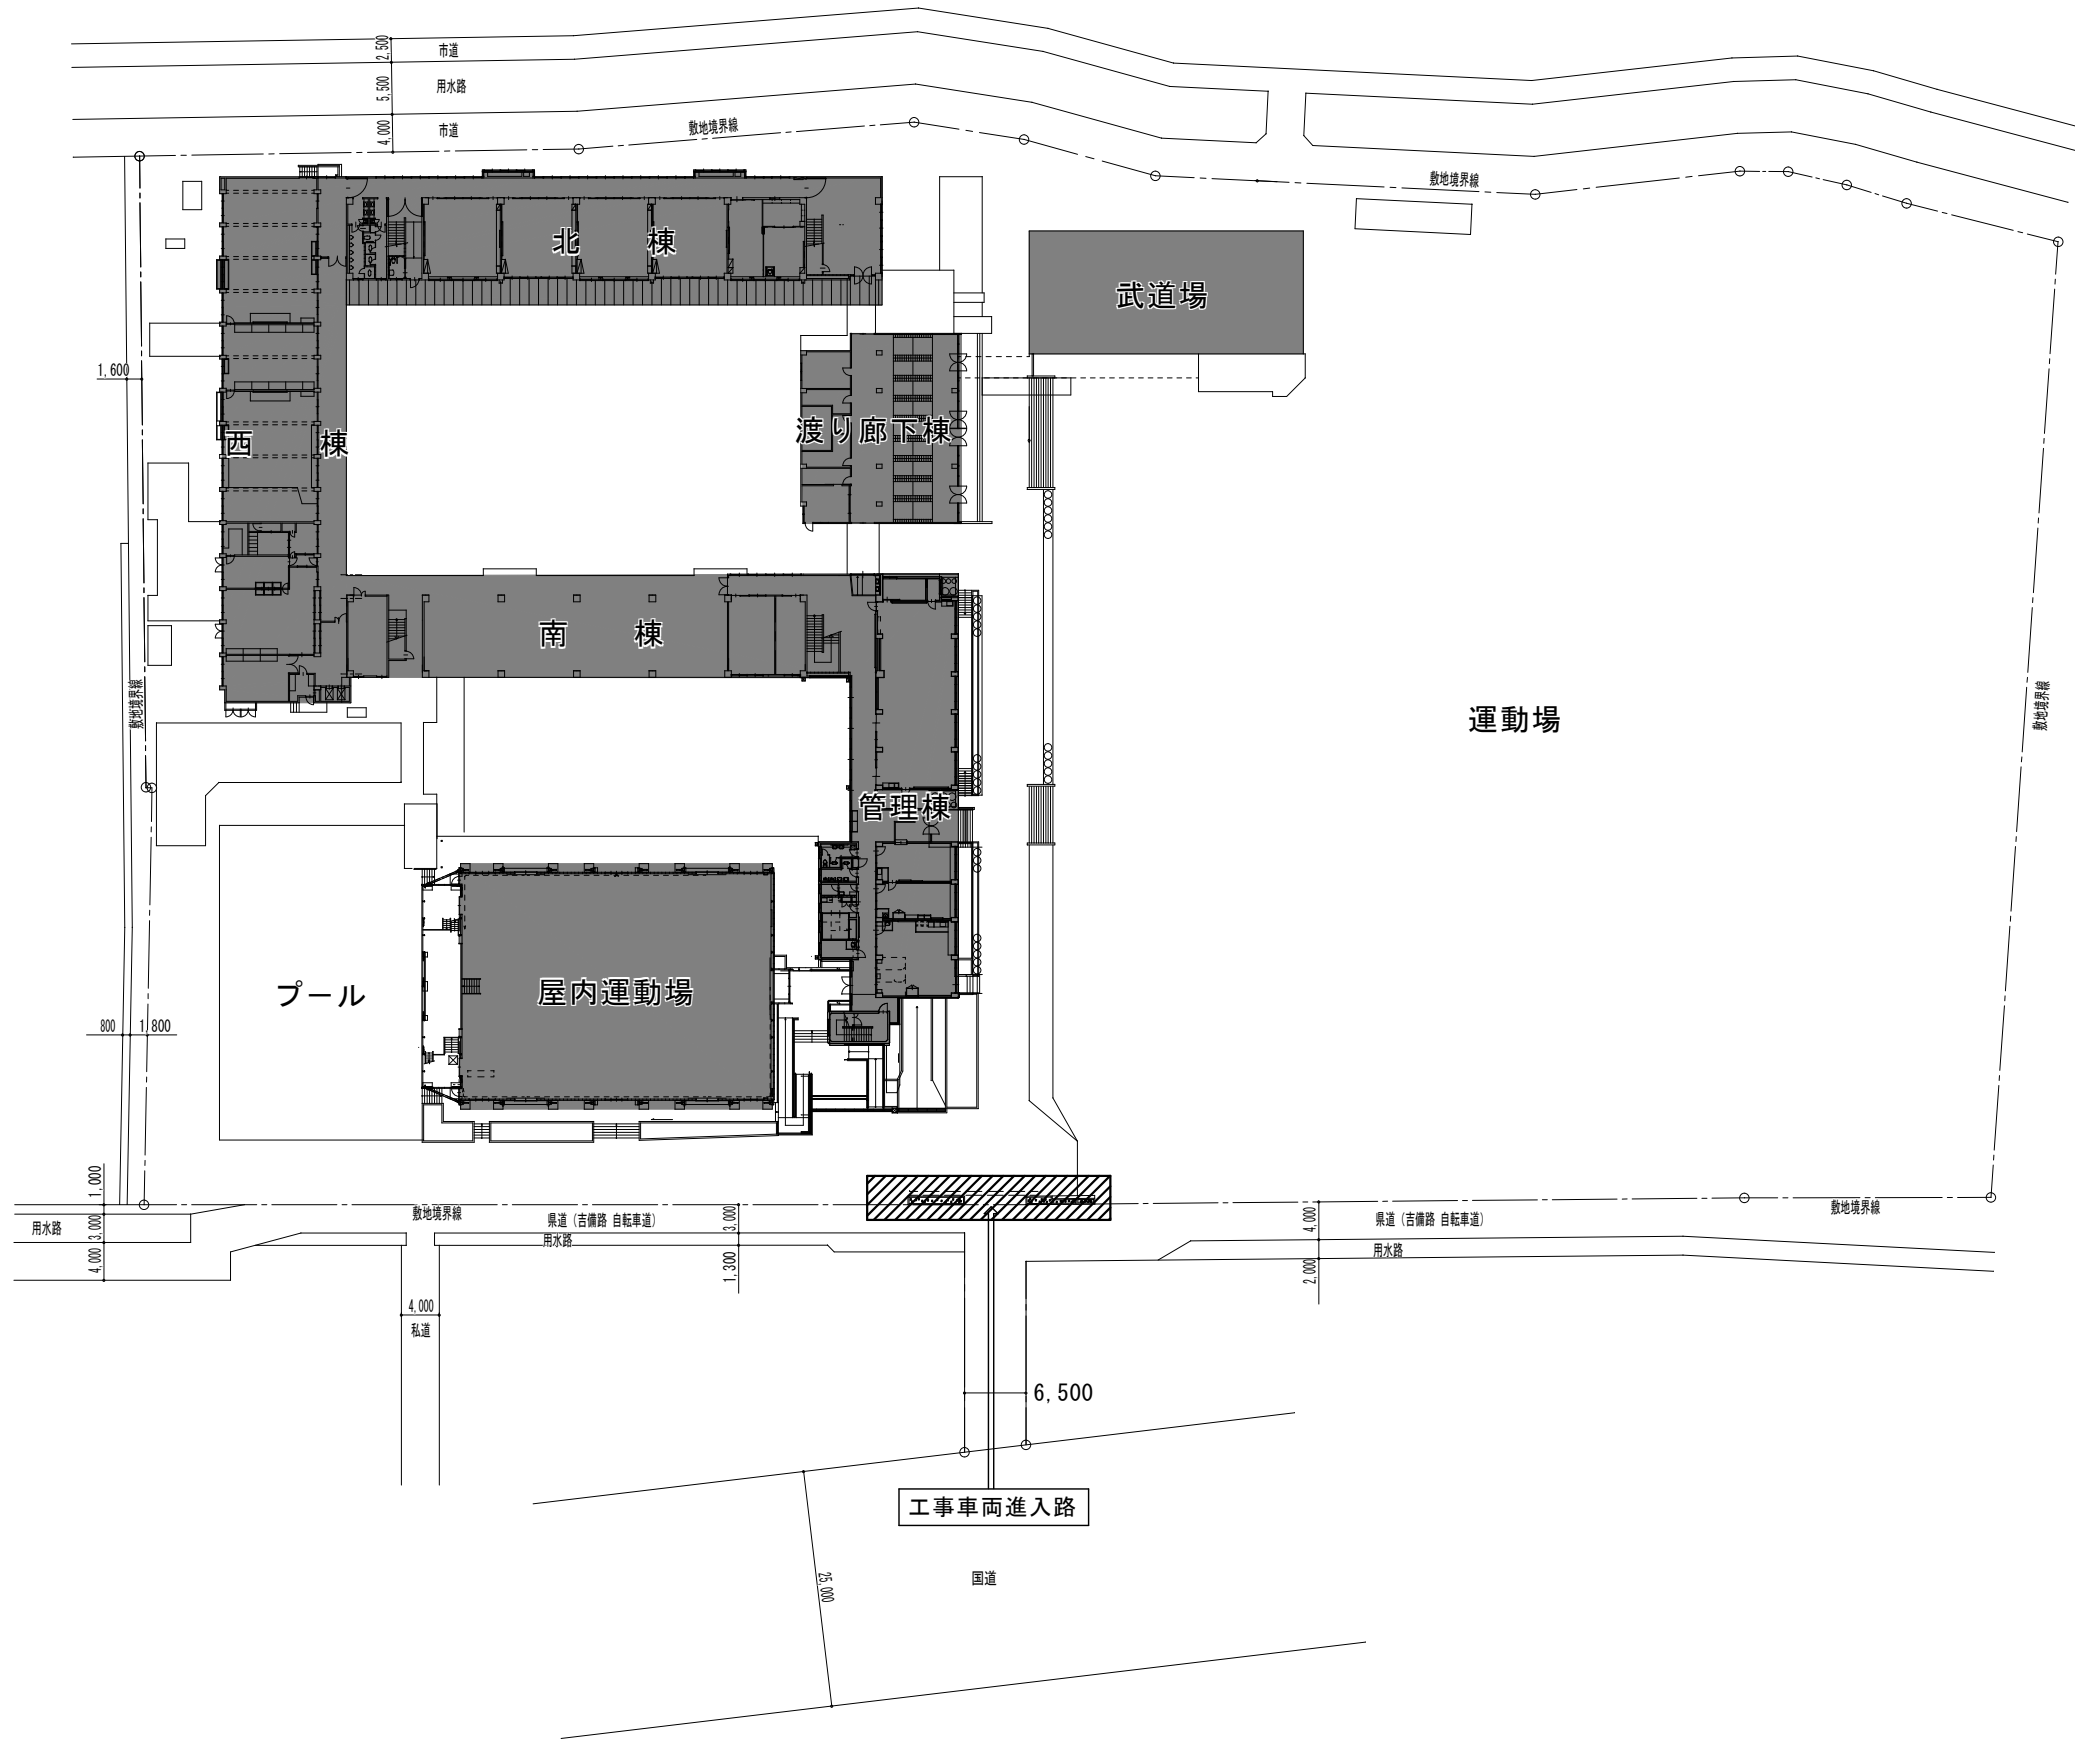 2,500
市道
5,500
用水路
4,000
市道
敷地境界線
敷地境界線
北 棟
武道場
1,600
西 棟
渡り廊下棟
南 棟
敷地境界線
運動場
敷地境界線
管理棟
プール
屋内運動場
800
1,800
1,000
3,000
4,000
用水路
敷地境界線
県道（吉備路 自転車道）
用水路
3,000
1,300
4,000
2,000
県道（吉備路 自転車道）
用水路
敷地境界線
4,000
私道
6,500
工事車両進入路
25,000
国道